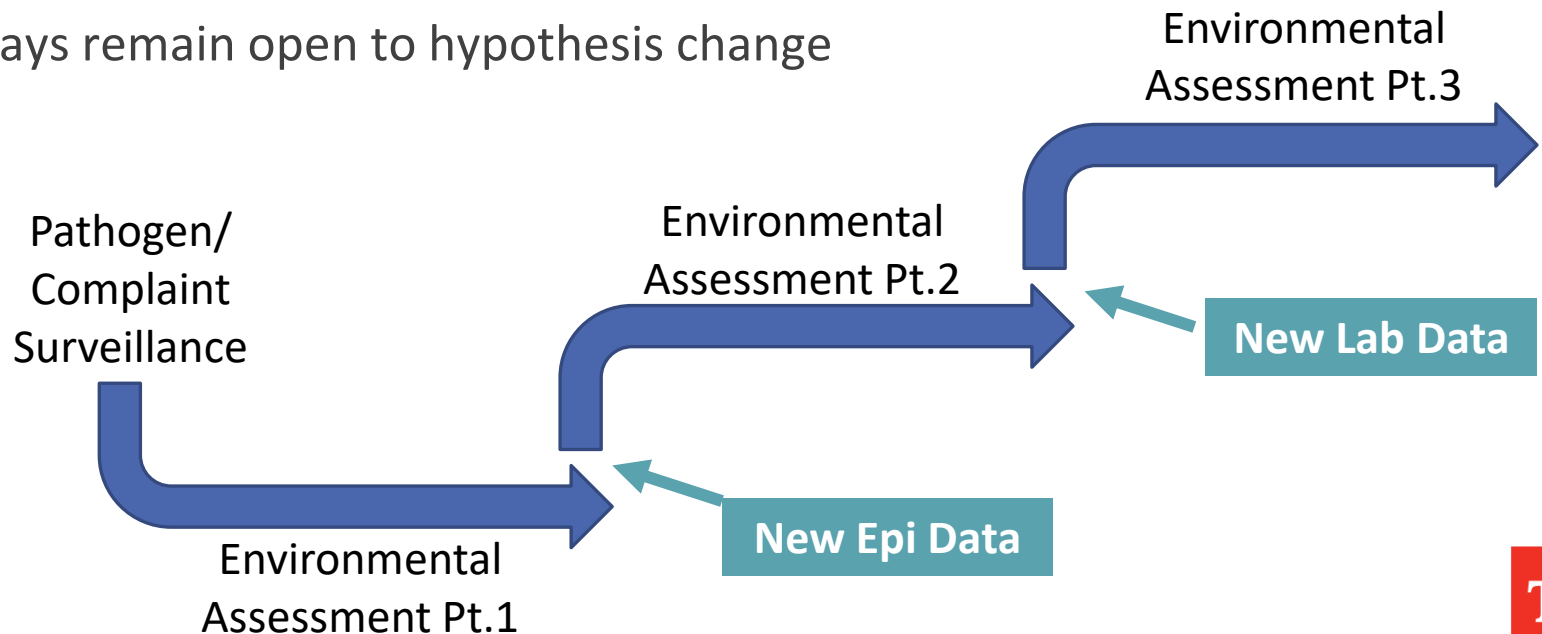 ays remain open to hypothesis change
Environmental
Assessment Pt.3
Pathogen/
Complaint
Surveillance
Environmental
Assessment Pt.2
New Lab Data
New Epi Data
Environmental
Assessment Pt.1
T